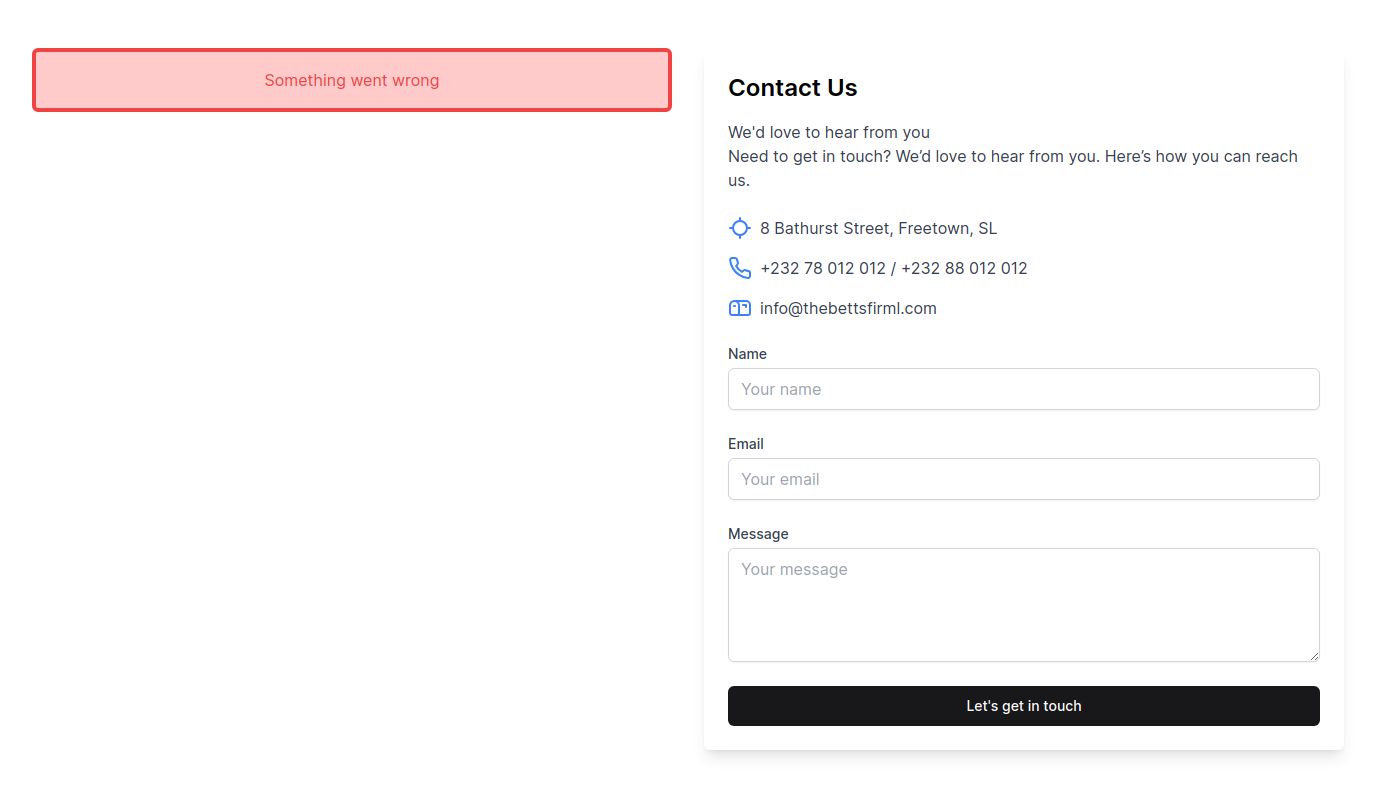 Something went wrong
Contact Us
We'd love to hear from you
Need to get in touch? We’d love to hear from you. Here’s how you can reach
us.
8 Bathurst Street, Freetown, SL
+232 78 012 012 / +232 88 012 012
info@thebettsfirml.com
Name
Your name
Email
Your email
Message
Your message
Let's get in touch